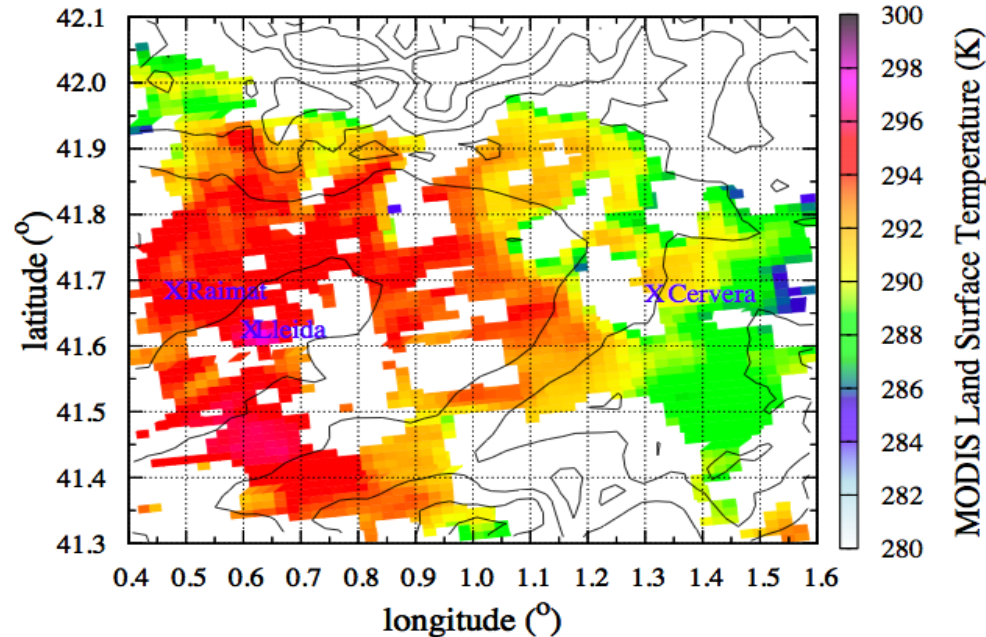 42.1
42.0
41.9
41.8
41.7
41.6
41.5
41.4
41.3
latitude (°)
0.4 0.5 0.6 0.7 0.8 0.9 1.0 1.1 1.2 1.3 1.4 1.5 1.6
longitude (°)
X Raimat
X Lleida
X Cervera
300
298
296
294
292
290
288
286
284
282
280
MODIS Land Surface Temperature (K)